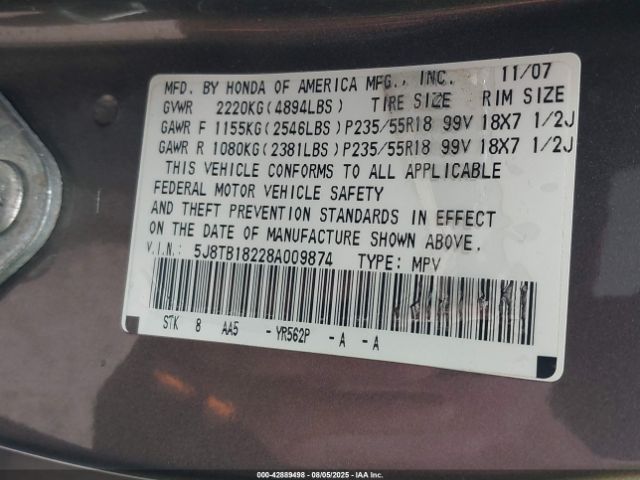 MFD. BY HONDA OF AMERICA MFG., INC. 11/07
GVWR 2220KG(4894LBS) TIRE SIZE RIM SIZE
GAWR F 1155KG(2546LBS)P235/55R18 99V 18X7 1/2J
GAWR R 1080KG(2381LBS)P235/55R18 99V 18X7 1/2J
THIS VEHICLE CONFORMS TO ALL APPLICABLE
FEDERAL MOTOR VEHICLE SAFETY
AND THEFT PREVENTION STANDARDS IN EFFECT
ON THE DATE OF MANUFACTURE SHOWN ABOVE.
V.I.N: 5J8TB18228A009874 TYPE: MPV
STK 8 AA5 -YR562P -A -A
000-42889498 - 08/05/2025 - IAAI.com